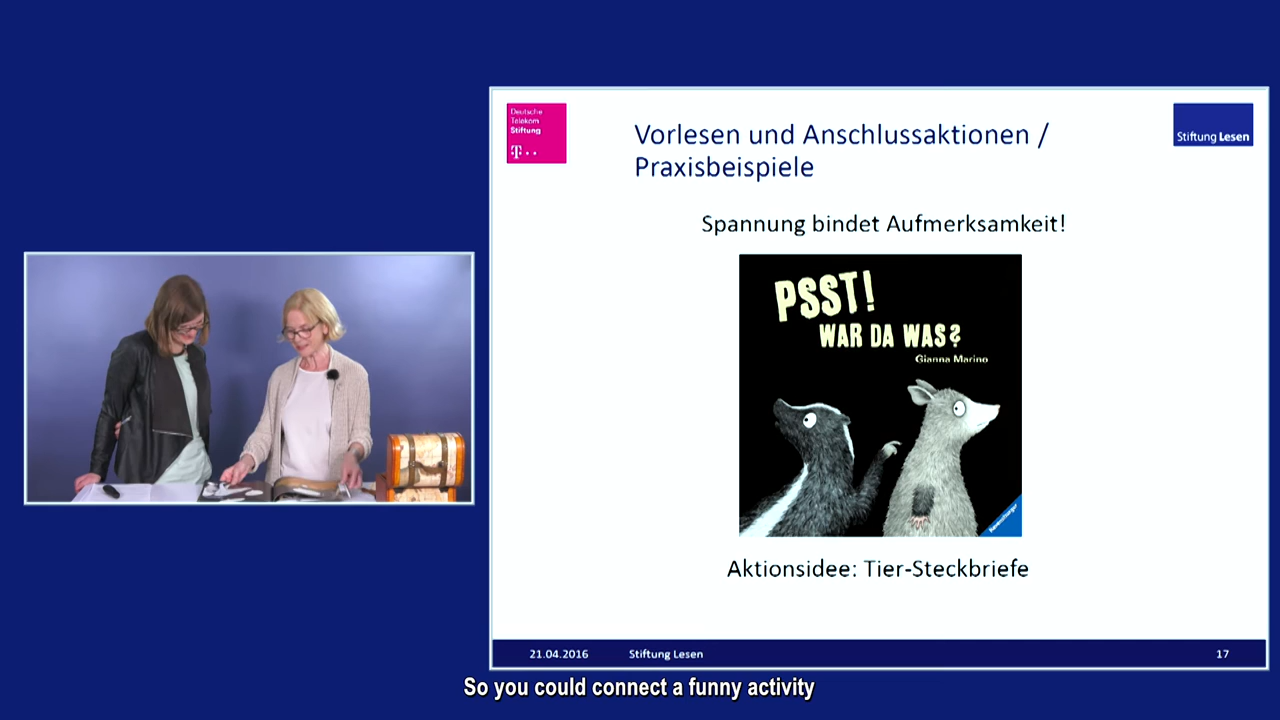 Deutsche
Telekom
Stiftung
T
Vorlesen und Anschlussaktionen /
Praxisbeispiele
Stiftung Lesen
Spannung bindet Aufmerksamkeit!
PSST!
WAR DA WAS?
Gianna Marino
Ravensburger
Aktionsidee: Tier-Steckbriefe
21.04.2016 Stiftung Lesen 17
So you could connect a funny activity